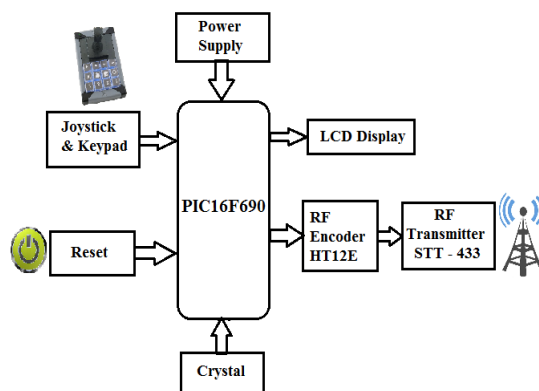 Power
Supply
Joystick
& Keypad
LCD Display
PIC16F690
RF
Encoder
HT12E
RF
Transmitter
STT - 433
Reset
Crystal